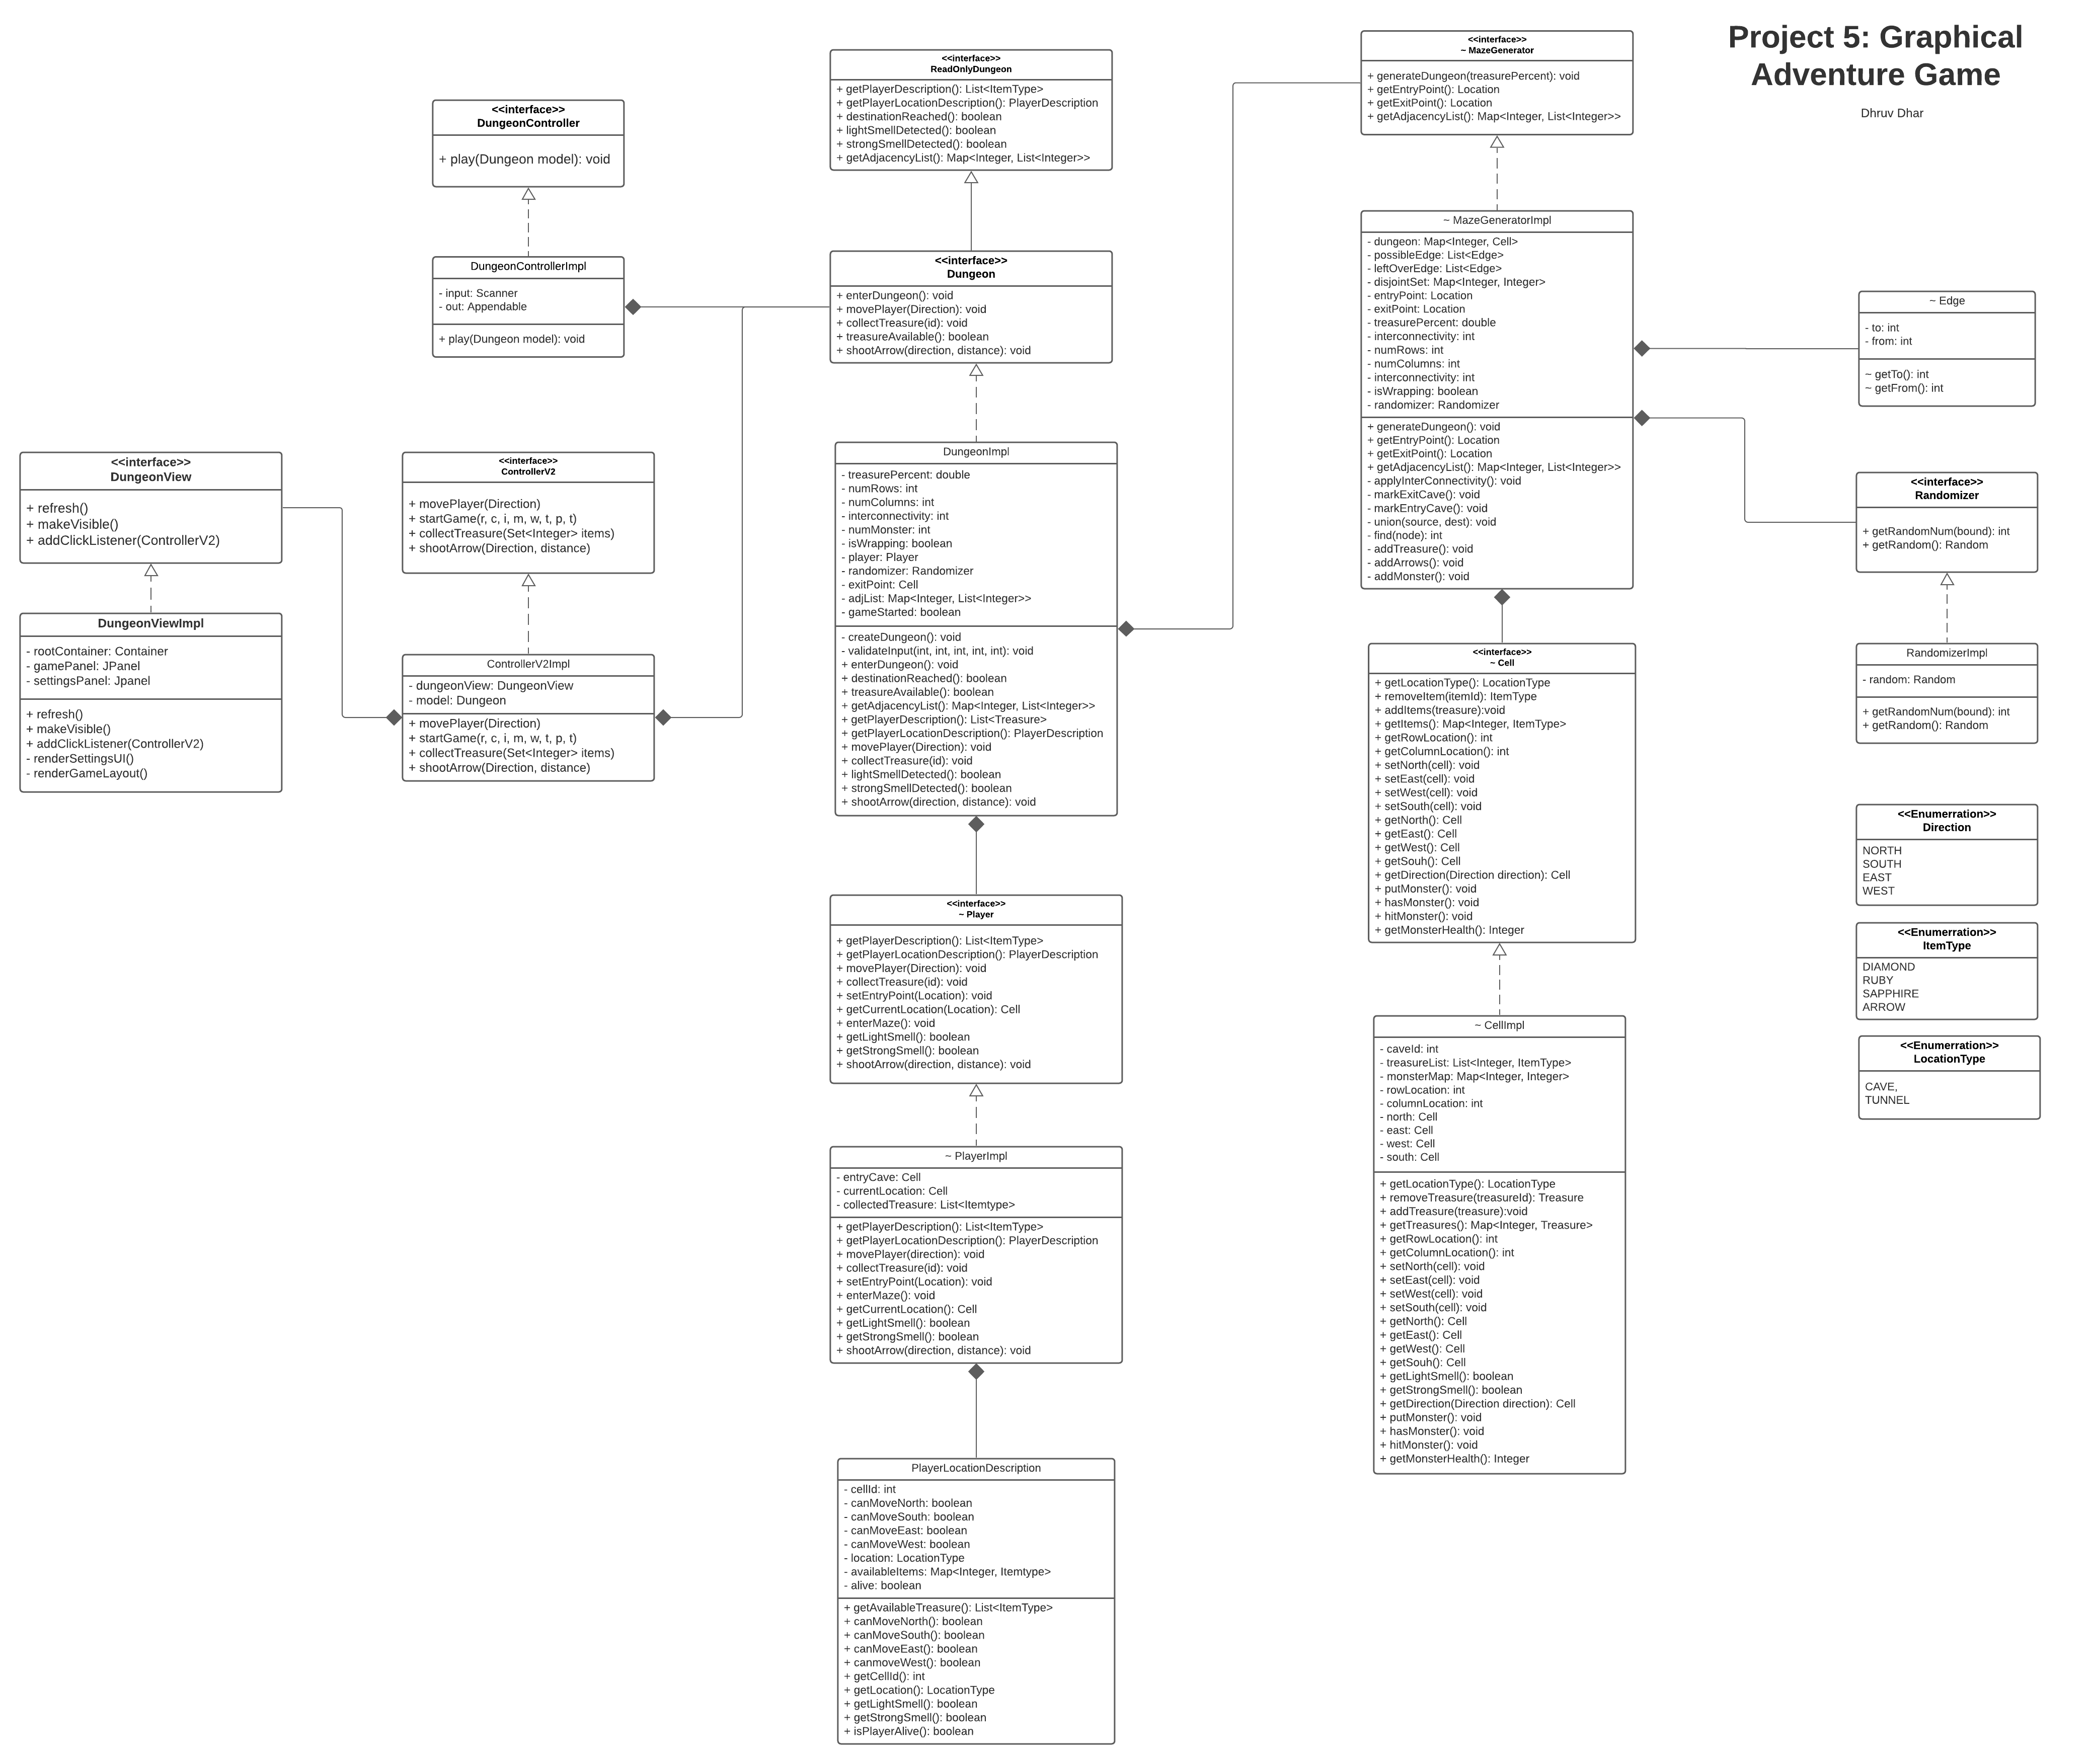 Project 5: Graphical
Adventure Game
Dhruv Dhar
<<interface>>
DungeonController
+ play(Dungeon model): void
DungeonControllerImpl
- input: Scanner
- out: Appendable
+ play(Dungeon model): void
<<interface>>
DungeonView
+ refresh()
+ makeVisible()
+ addClickListener(ControllerV2)
DungeonViewImpl
- rootContainer: Container
- gamePanel: JPanel
- settingsPanel: Jpanel
+ refresh()
+ makeVisible()
+ addClickListener(ControllerV2)
- renderSettingsUI()
- renderGameLayout()
<<interface>>
ControllerV2
+ movePlayer(Direction)
+ startGame(r, c, i, m, w, t, p, t)
+ collectTreasure(Set<Integer> items)
+ shootArrow(Direction, distance)
ControllerV2Impl
- dungeonView: DungeonView
- model: Dungeon
+ movePlayer(Direction)
+ startGame(r, c, i, m, w, t, p, t)
+ collectTreasure(Set<Integer> items)
+ shootArrow(Direction, distance)
<<interface>>
ReadOnlyDungeon
+ getPlayerDescription(): List<ItemType>
+ getPlayerLocationDescription(): PlayerDescription
+ destinationReached(): boolean
+ lightSmellDetected(): boolean
+ strongSmellDetected(): boolean
+ getAdjacencyList(): Map<Integer, List<Integer>>
<<interface>>
Dungeon
+ enterDungeon(): void
+ movePlayer(Direction): void
+ collectTreasure(id): void
+ treasureAvailable(): boolean
+ shootArrow(direction, distance): void
DungeonImpl
- treasurePercent: double
- numRows: int
- numColumns: int
- interconnectivity: int
- numMonster: int
- isWrapping: boolean
- player: Player
- randomizer: Randomizer
- exitPoint: Cell
- adjList: Map<Integer, List<Integer>>
- gameStarted: boolean
- createDungeon(): void
- validateInput(int, int, int, int, int): void
+ enterDungeon(): void
+ destinationReached(): boolean
+ treasureAvailable(): boolean
+ getAdjacencyList(): Map<Integer, List<Integer>>
+ getPlayerDescription(): List<Treasure>
+ getPlayerLocationDescription(): PlayerDescription
+ movePlayer(Direction): void
+ collectTreasure(id): void
+ lightSmellDetected(): boolean
+ strongSmellDetected(): boolean
+ shootArrow(direction, distance): void
<<interface>>
~ Player
+ getPlayerDescription(): List<ItemType>
+ getPlayerLocationDescription(): PlayerDescription
+ movePlayer(Direction): void
+ collectTreasure(id): void
+ setEntryPoint(Location): void
+ getCurrentLocation(Location): Cell
+ enterMaze(): void
+ getLightSmell(): boolean
+ getStrongSmell(): boolean
+ shootArrow(direction, distance): void
~ PlayerImpl
- entryCave: Cell
- currentLocation: Cell
- collectedTreasure: List<Itemtype>
+ getPlayerDescription(): List<ItemType>
+ getPlayerLocationDescription(): PlayerDescription
+ movePlayer(direction): void
+ collectTreasure(id): void
+ setEntryPoint(Location): void
+ enterMaze(): void
+ getCurrentLocation(): Cell
+ getLightSmell(): boolean
+ getStrongSmell(): boolean
+ shootArrow(direction, distance): void
PlayerLocationDescription
- cellId: int
- canMoveNorth: boolean
- canMoveSouth: boolean
- canMoveEast: boolean
- canMoveWest: boolean
- location: LocationType
- availableItems: Map<Integer, Itemtype>
- alive: boolean
+ getAvailableTreasure(): List<ItemType>
+ canMoveNorth(): boolean
+ canMoveSouth(): boolean
+ canMoveEast(): boolean
+ canmoveWest(): boolean
+ getCellId(): int
+ getLocation(): LocationType
+ getLightSmell(): boolean
+ getStrongSmell(): boolean
+ isPlayerAlive(): boolean
<<interface>>
~ MazeGenerator
+ generateDungeon(treasurePercent): void
+ getEntryPoint(): Location
+ getExitPoint(): Location
+ getAdjacencyList(): Map<Integer, List<Integer>>
~ MazeGeneratorImpl
- dungeon: Map<Integer, Cell>
- possibleEdge: List<Edge>
- leftOverEdge: List<Edge>
- disjointSet: Map<Integer, Integer>
- entryPoint: Location
- exitPoint: Location
- treasurePercent: double
- interconnectivity: int
- numRows: int
- numColumns: int
- interconnectivity: int
- isWrapping: boolean
- randomizer: Randomizer
+ generateDungeon(): void
+ getEntryPoint(): Location
+ getExitPoint(): Location
+ getAdjacencyList(): Map<Integer, List<Integer>>
- applyInterConnectivity(): void
- markExitCave(): void
- markEntryCave(): void
- union(source, dest): void
- find(node): int
- addTreasure(): void
- addArrows(): void
- addMonster(): void
<<interface>>
~ Cell
+ getLocationType(): LocationType
+ removeItem(itemId): ItemType
+ addItems(treasure):void
+ getItems(): Map<Integer, ItemType>
+ getRowLocation(): int
+ getColumnLocation(): int
+ setNorth(cell): void
+ setEast(cell): void
+ setWest(cell): void
+ setSouth(cell): void
+ getNorth(): Cell
+ getEast(): Cell
+ getWest(): Cell
+ getSouh(): Cell
+ getDirection(Direction direction): Cell
+ putMonster(): void
+ hasMonster(): void
+ hitMonster(): void
+ getMonsterHealth(): Integer
~ CellImpl
- caveId: int
- treasureList: List<Integer, ItemType>
- monsterMap: Map<Integer, Integer>
- rowLocation: int
- columnLocation: int
- north: Cell
- east: Cell
- west: Cell
- south: Cell
+ getLocationType(): LocationType
+ removeTreasure(treasureId): Treasure
+ addTreasure(treasure):void
+ getTreasures(): Map<Integer, Treasure>
+ getRowLocation(): int
+ getColumnLocation(): int
+ setNorth(cell): void
+ setEast(cell): void
+ setWest(cell): void
+ setSouth(cell): void
+ getNorth(): Cell
+ getEast(): Cell
+ getWest(): Cell
+ getSouh(): Cell
+ getLightSmell(): boolean
+ getStrongSmell(): boolean
+ getDirection(Direction direction): Cell
+ putMonster(): void
+ hasMonster(): void
+ hitMonster(): void
+ getMonsterHealth(): Integer
~ Edge
- to: int
- from: int
~ getTo(): int
~ getFrom(): int
<<interface>>
Randomizer
+ getRandomNum(bound): int
+ getRandom(): Random
RandomizerImpl
- random: Random
+ getRandomNum(bound): int
+ getRandom(): Random
<<Enumerration>>
Direction
NORTH
SOUTH
EAST
WEST
<<Enumerration>>
ItemType
DIAMOND
RUBY
SAPPHIRE
ARROW
<<Enumerration>>
LocationType
CAVE,
TUNNEL